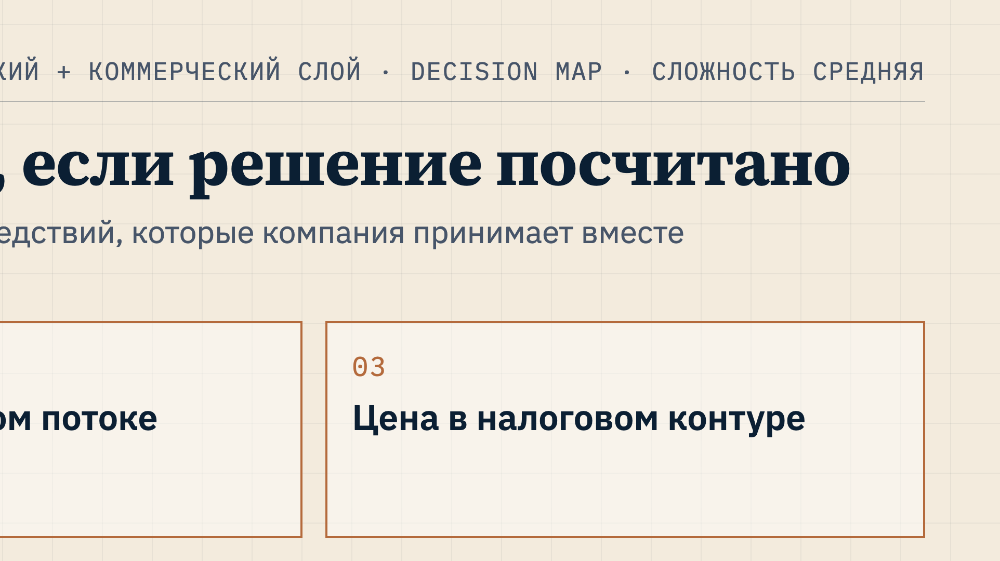 КИЙ + КОММЕРЧЕСКИЙ СЛОЙ · DECISION MAP · СЛОЖНОСТЬ СРЕДНЯЯ
, если решение посчитано
едствий, которые компания принимает вместе
03
ом потоке
Цена в налоговом контуре